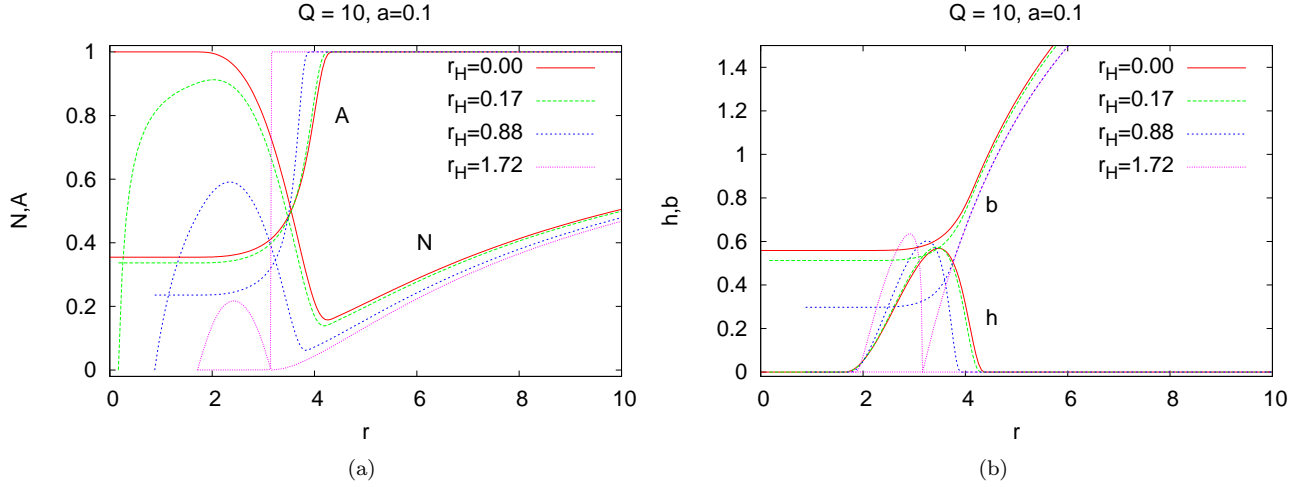 Q = 10, a=0.1
N,A
1
0.8
0.6
0.4
0.2
0
r_H=0.00
r_H=0.17
r_H=0.88
r_H=1.72
A
N
0 2 4 6 8 10
r
(a)
Q = 10, a=0.1
h,b
1.4
1.2
1
0.8
0.6
0.4
0.2
0
r_H=0.00
r_H=0.17
r_H=0.88
r_H=1.72
b
h
0 2 4 6 8 10
r
(b)